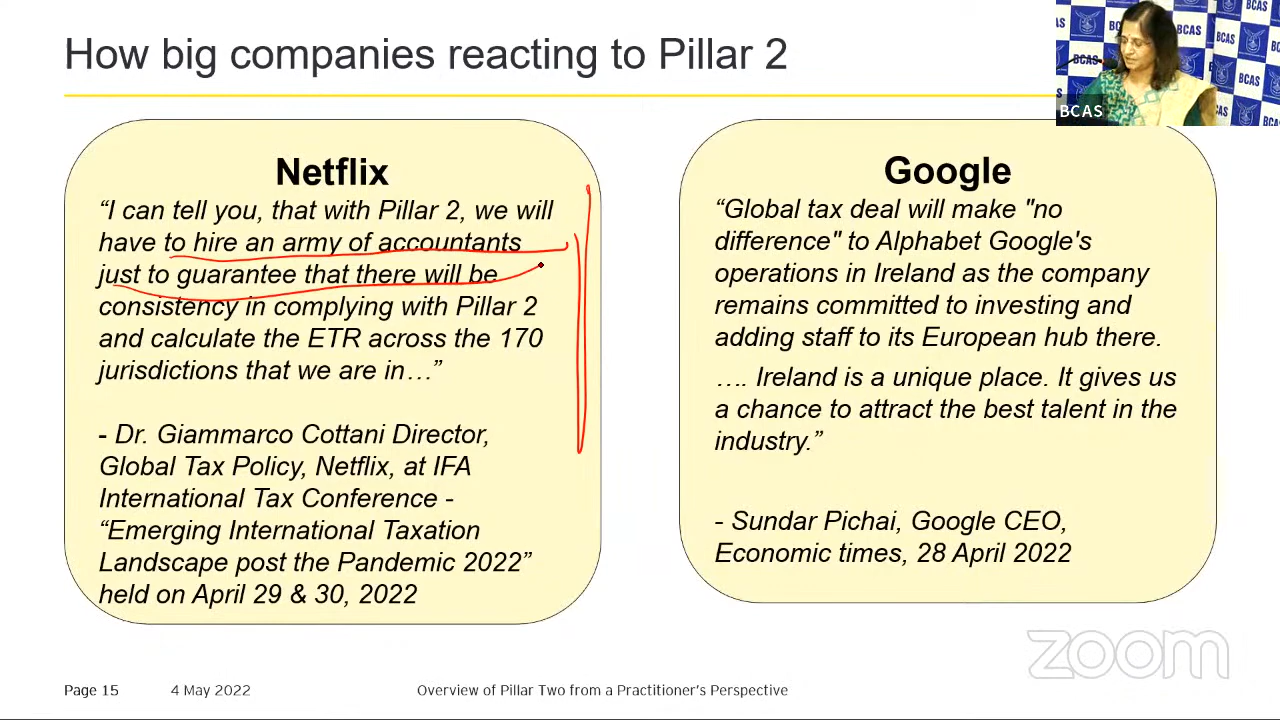 How big companies reacting to Pillar 2
BCAS
BCAS
BCAS
BCAS
BCAS
BCAS
Netflix
“I can tell you, that with Pillar 2, we will
have to hire an army of accountants
just to guarantee that there will be
consistency in complying with Pillar 2
and calculate the ETR across the 170
jurisdictions that we are in…”
- Dr. Giammarco Cottani Director,
Global Tax Policy, Netflix, at IFA
International Tax Conference -
“Emerging International Taxation
Landscape post the Pandemic 2022”
held on April 29 & 30, 2022
Google
“Global tax deal will make "no
difference" to Alphabet Google's
operations in Ireland as the company
remains committed to investing and
adding staff to its European hub there.
…. Ireland is a unique place. It gives us
a chance to attract the best talent in the
industry.”
- Sundar Pichai, Google CEO,
Economic times, 28 April 2022
zoom
Page 15 4 May 2022 Overview of Pillar Two from a Practitioner's Perspective